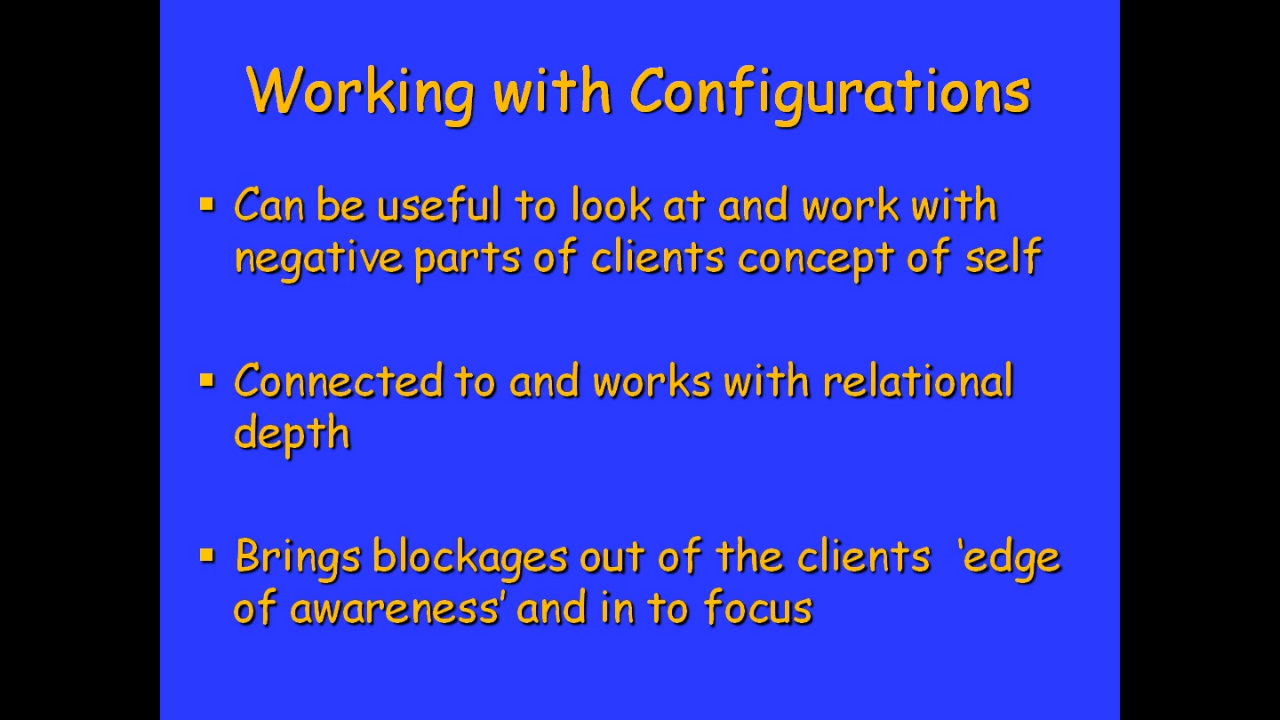 Working with Configurations
▪ Can be useful to look at and work with
negative parts of clients concept of self
▪ Connected to and works with relational
depth
▪ Brings blockages out of the clients  ‘edge
of awareness’ and in to focus